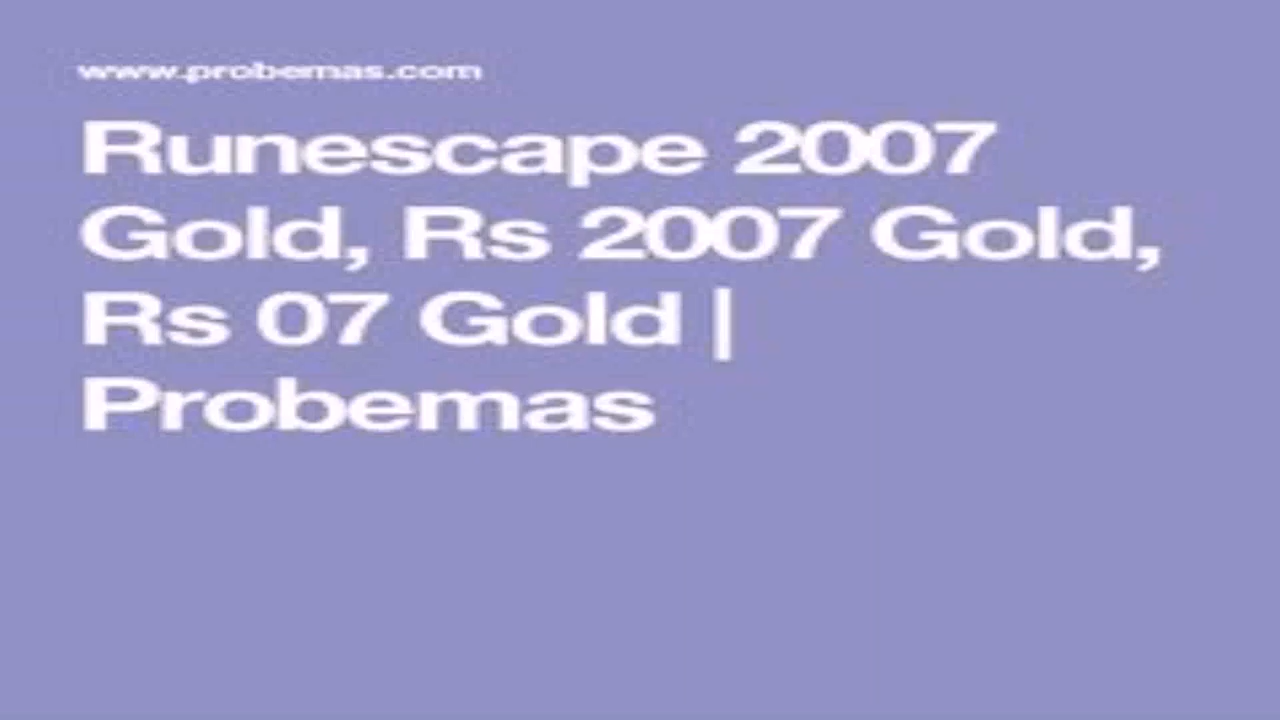 www.probemas.com
Runescape 2007
Gold, Rs 2007 Gold,
Rs 07 Gold |
Probemas